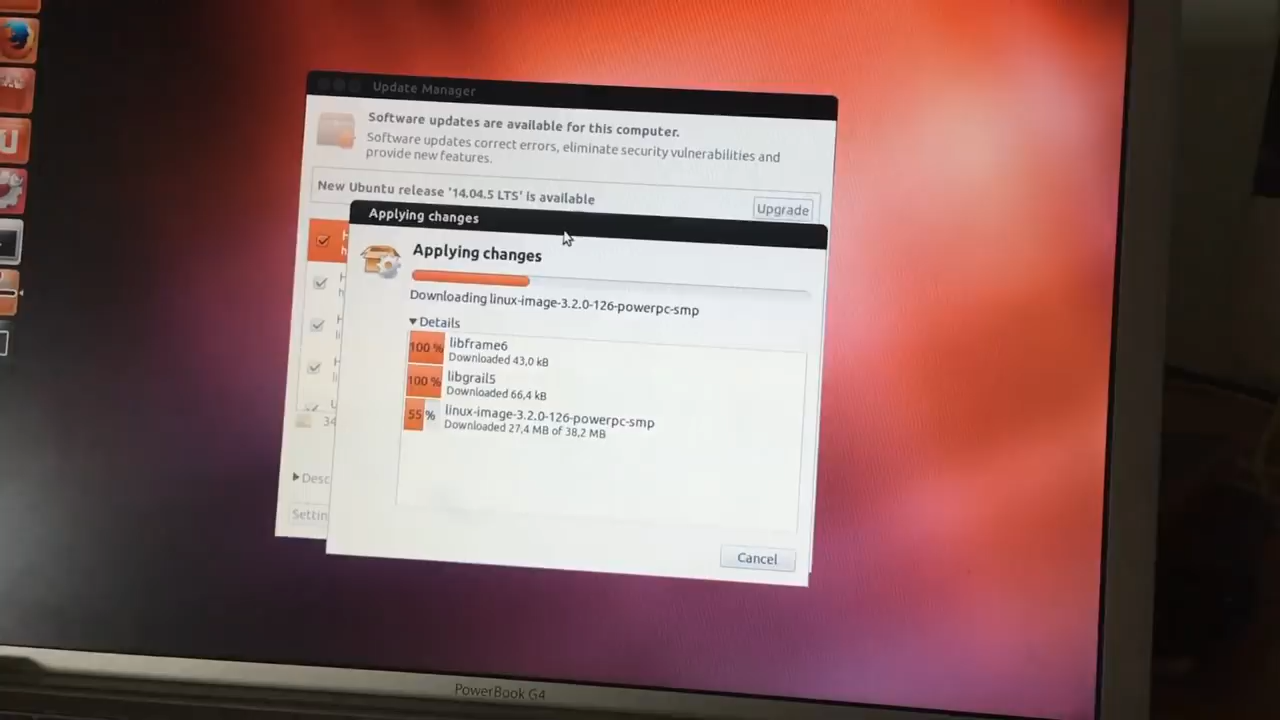 Update Manager
Software updates are available for this computer.
Software updates correct errors, eliminate security vulnerabilities and
provide new features.
New Ubuntu release '14.04.5 LTS' is available
Upgrade
Applying changes
Applying changes
Downloading linux-image-3.2.0-126-powerpc-smp
Details
100 %
libframe6
Downloaded 43,0 kB
100 %
libgrail5
Downloaded 66,4 kB
55 %
linux-image-3.2.0-126-powerpc-smp
Downloaded 27,4 MB of 38,2 MB
34
Desc
Settin
Cancel
PowerBook G4